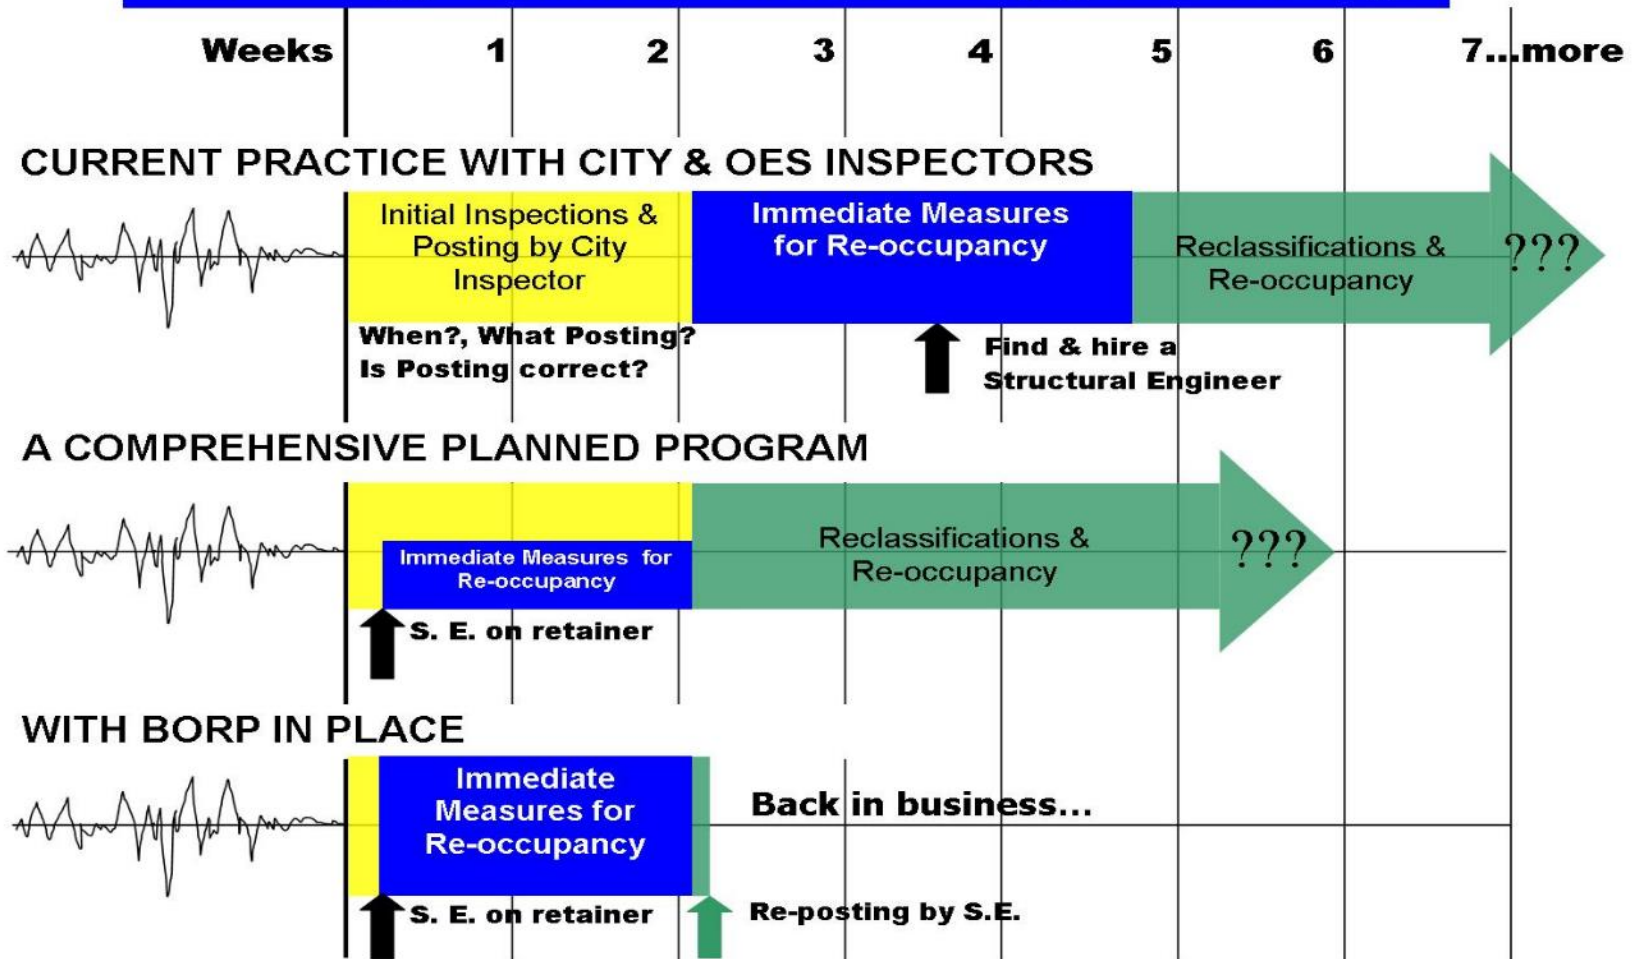 Weeks 1 2 3 4 5 6 7...more
CURRENT PRACTICE WITH CITY & OES INSPECTORS
Initial Inspections &
Posting by City
Inspector
Immediate Measures
for Re-occupancy
Reclassifications &
Re-occupancy
???
When?, What Posting?
Is Posting correct?
Find & hire a
Structural Engineer
A COMPREHENSIVE PLANNED PROGRAM
Immediate Measures for
Re-occupancy
Reclassifications &
Re-occupancy
???
S. E. on retainer
WITH BORP IN PLACE
Immediate
Measures for
Re-occupancy
Back in business...
S. E. on retainer
Re-posting by S.E.